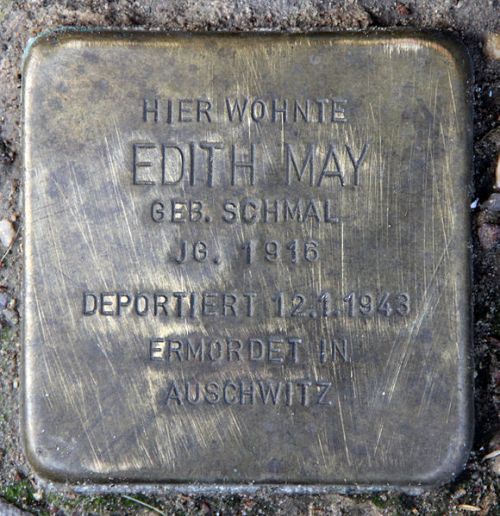 HIER WOHNTE
EDITH MAY
GEB. SCHMAL
JG. 1916
DEPORTIERT 12.1.1943
ERMORDET IN
AUSCHWITZ